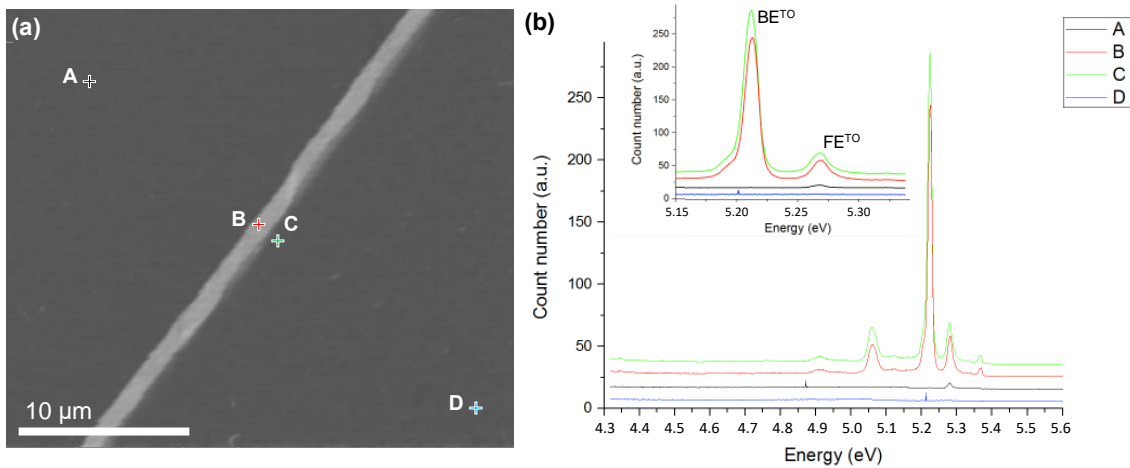 (a)
A
B
C
D
10 µm
(b)
Count number (a.u.)
300
250
200
150
100
50
0
4.3 4.4 4.5 4.6 4.7 4.8 4.9 5.0 5.1 5.2 5.3 5.4 5.5 5.6
Energy (eV)
A
B
C
D
BE^TO
FE^TO
Count number (a.u.)
250
200
150
100
50
0
5.15 5.20 5.25 5.30
Energy (eV)